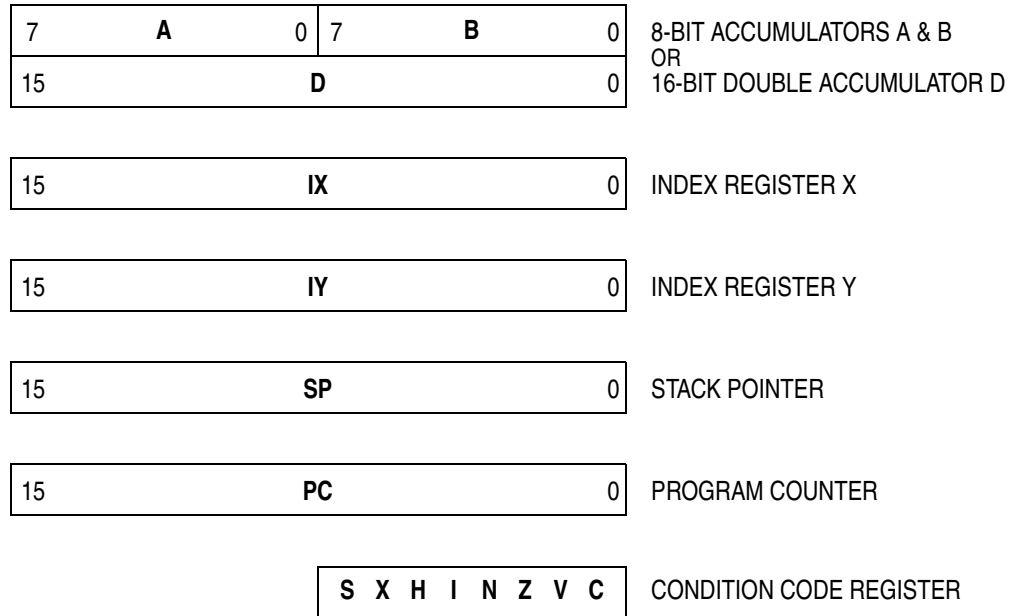 7 A 0 7 B 0 8-BIT ACCUMULATORS A & B
OR
15 D 0 16-BIT DOUBLE ACCUMULATOR D
15 IX 0 INDEX REGISTER X
15 IY 0 INDEX REGISTER Y
15 SP 0 STACK POINTER
15 PC 0 PROGRAM COUNTER
S X H I N Z V C CONDITION CODE REGISTER